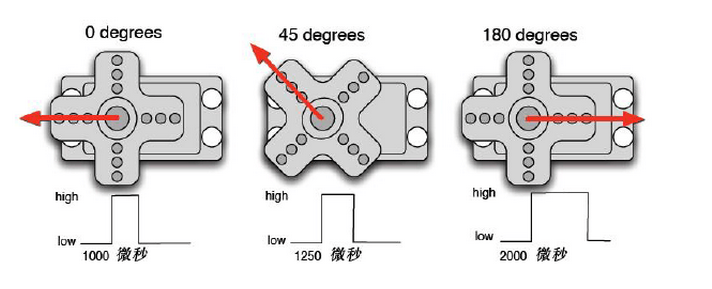 0 degrees
45 degrees
180 degrees
high
low
1000 微秒
high
low
1250 微秒
high
low
2000 微秒